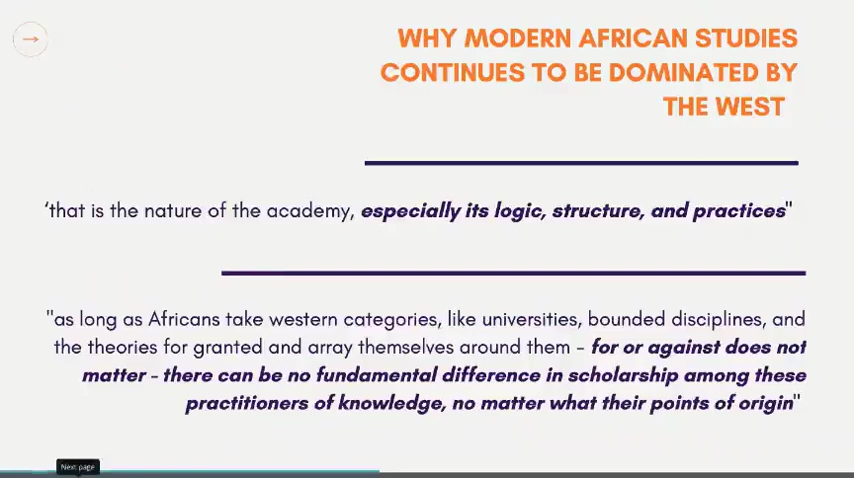 WHY MODERN AFRICAN STUDIES
CONTINUES TO BE DOMINATED BY
THE WEST
‘that is the nature of the academy, especially its logic, structure, and practices"
"as long as Africans take western categories, like universities, bounded disciplines, and
the theories for granted and array themselves around them - for or against does not
matter - there can be no fundamental difference in scholarship among these
practitioners of knowledge, no matter what their points of origin"
Next page